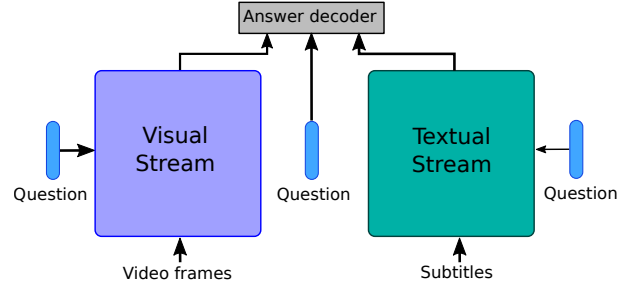 Answer decoder
Visual
Stream
Textual
Stream
Question
Question
Question
Video frames
Subtitles